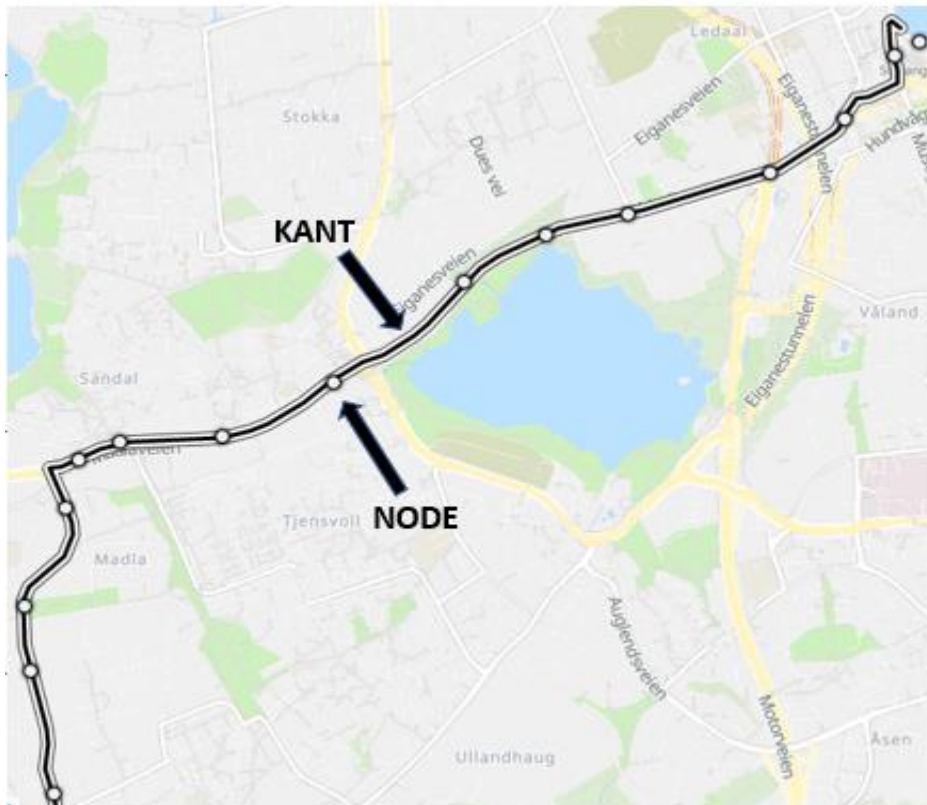 Ledaal
Stokka
Eiganesveien
Eiganestunnelen
Hundvåg
Dues vei
KANT
Eiganesveien
Våland
Eiganestunnelen
Sandal
NODE
Tjensvoll
Madla
Auglendsveien
Motorveien
Åsen
Ullandhaug